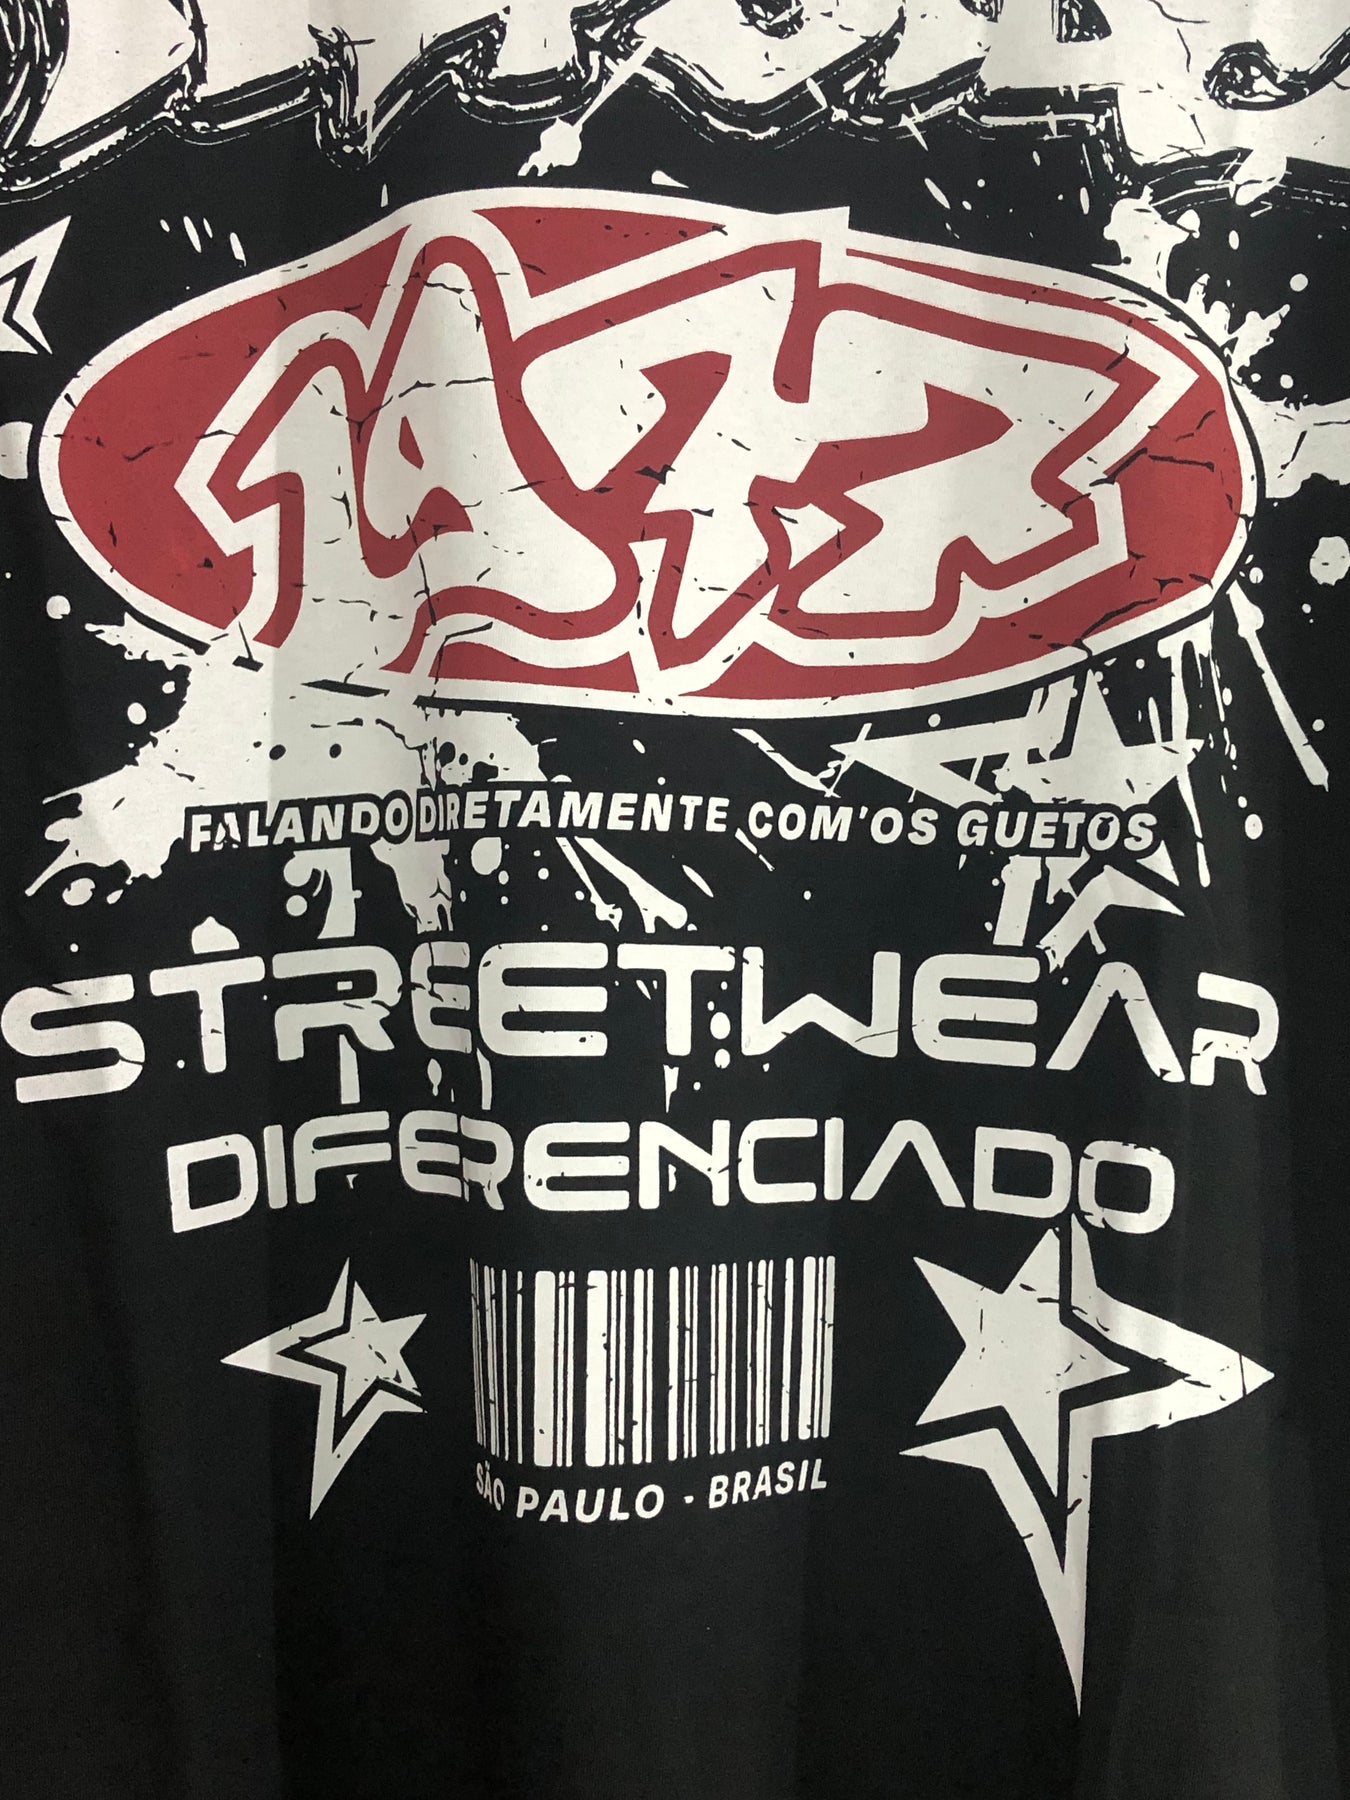 FALANDO DIRETAMENTE COM'OS GUETOS
STREETWEAR
DIFERENCIADO
SÃO PAULO - BRASIL